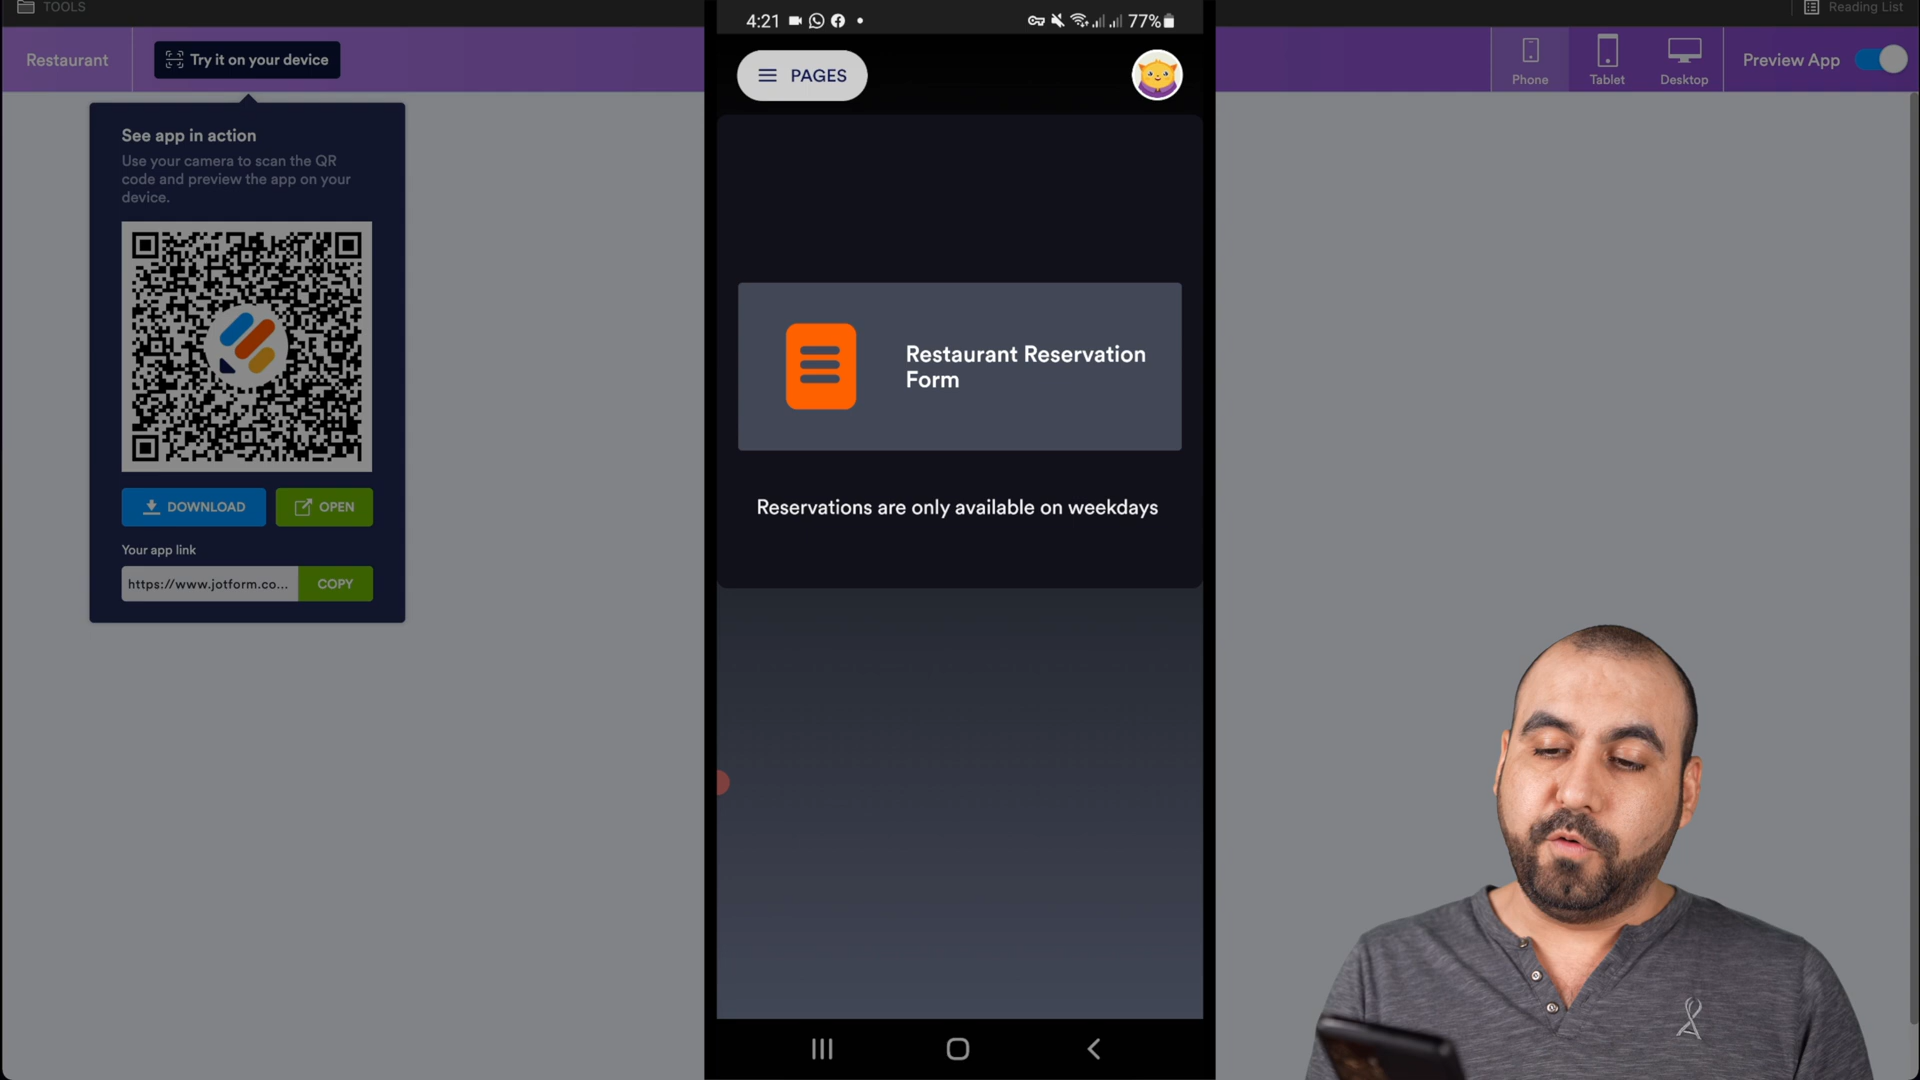 TOOLS
Reading List
Restaurant
Try it on your device
Phone
Tablet
Desktop
Preview App
See app in action
Use your camera to scan the QR
code and preview the app on your
device.
DOWNLOAD
OPEN
Your app link
https://www.jotform.co...
COPY
4:21
77%
PAGES
Restaurant Reservation
Form
Reservations are only available on weekdays